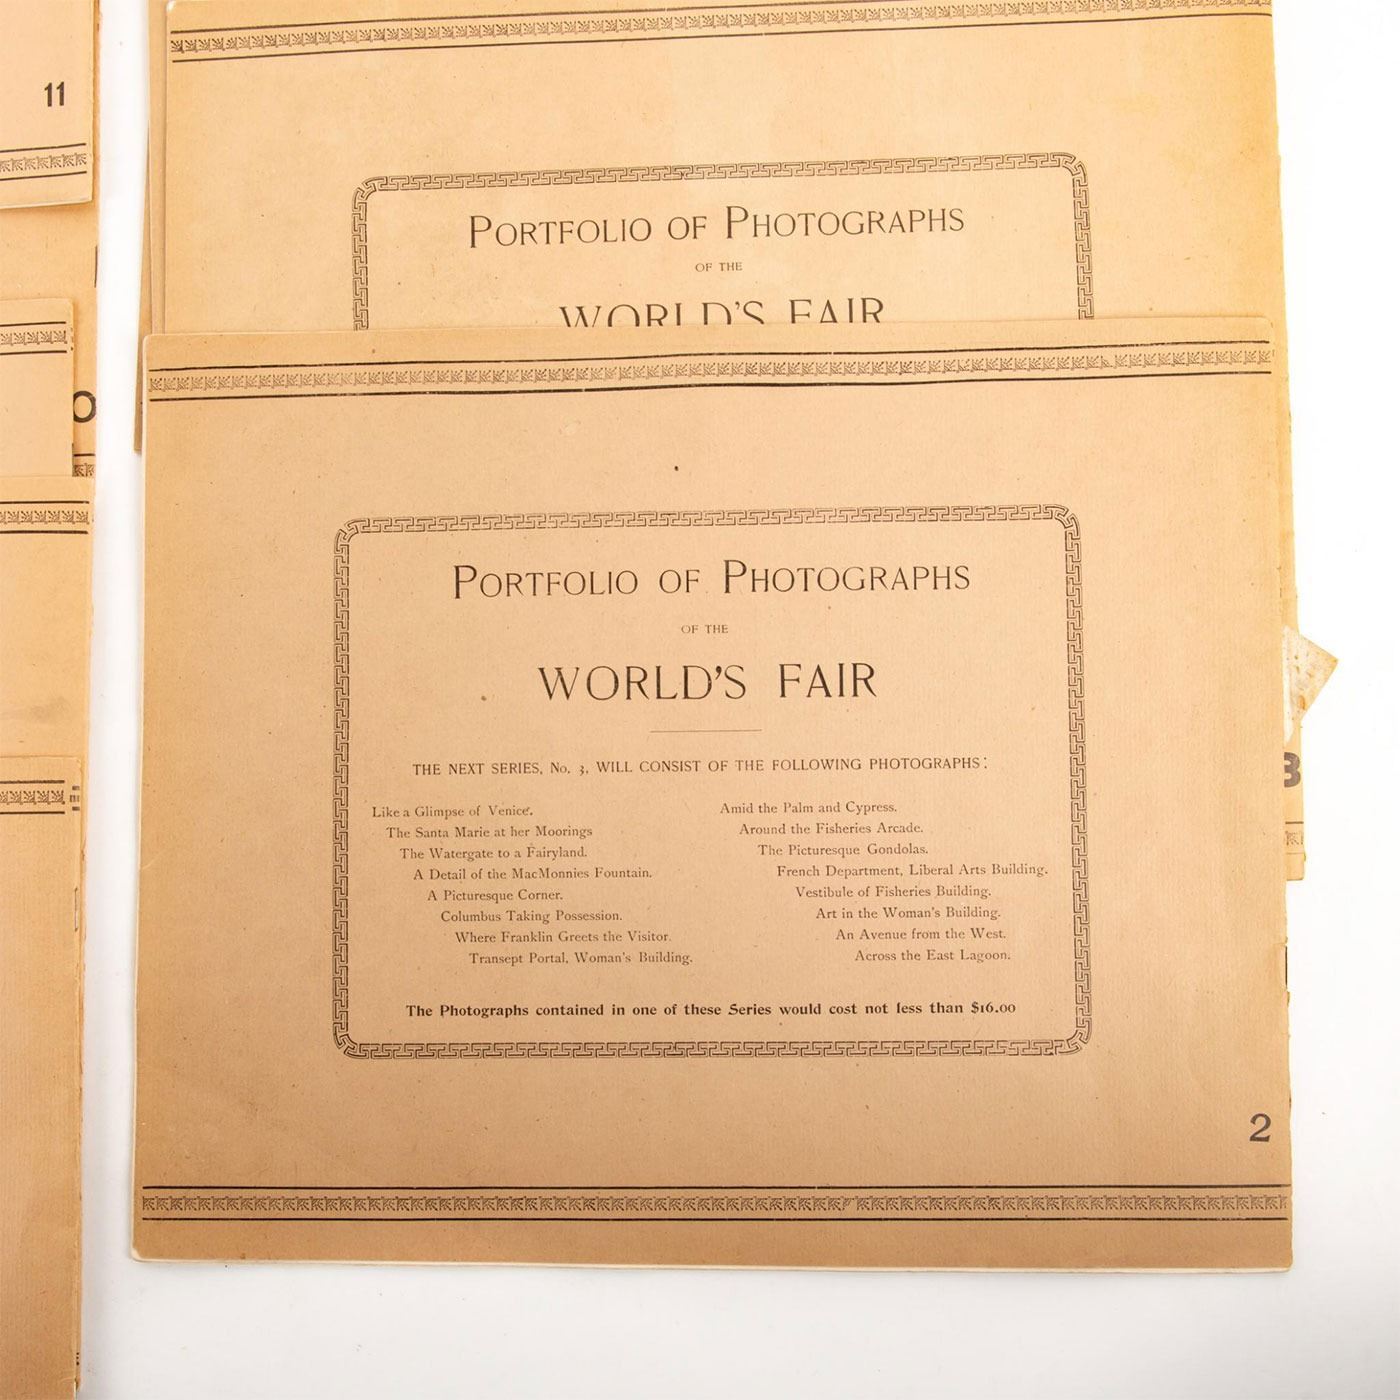 11
PORTFOLIO OF PHOTOGRAPHS
OF THE
WORLD'S FAIR
O
PORTFOLIO OF PHOTOGRAPHS
OF THE
WORLD'S FAIR
THE NEXT SERIES, No. 3, WILL CONSIST OF THE FOLLOWING PHOTOGRAPHS:
Like a Glimpse of Venice.
The Santa Marie at her Moorings
The Watergate to a Fairyland.
A Detail of the MacMonnies Fountain.
A Picturesque Corner.
Columbus Taking Possession.
Where Franklin Greets the Visitor.
Transept Portal, Woman's Building.
Amid the Palm and Cypress.
Around the Fisheries Arcade.
The Picturesque Gondolas.
French Department, Liberal Arts Building.
Vestibule of Fisheries Building.
Art in the Woman's Building.
An Avenue from the West.
Across the East Lagoon.
The Photographs contained in one of these Series would cost not less than $16.00
3
2